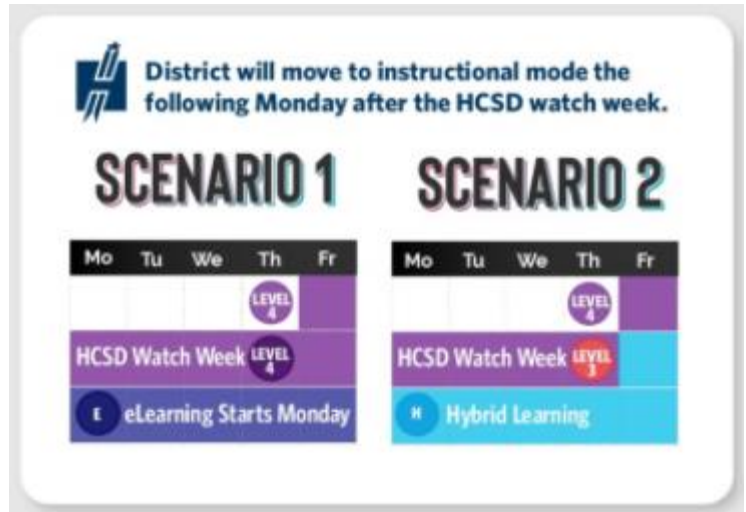 District will move to instructional mode the
following Monday after the HCSD watch week.
SCENARIO 1
Mo Tu We Th Fr
LEVEL 4
HCSD Watch Week LEVEL 4
E eLearning Starts Monday
SCENARIO 2
Mo Tu We Th Fr
LEVEL 4
HCSD Watch Week LEVEL 3
H Hybrid Learning